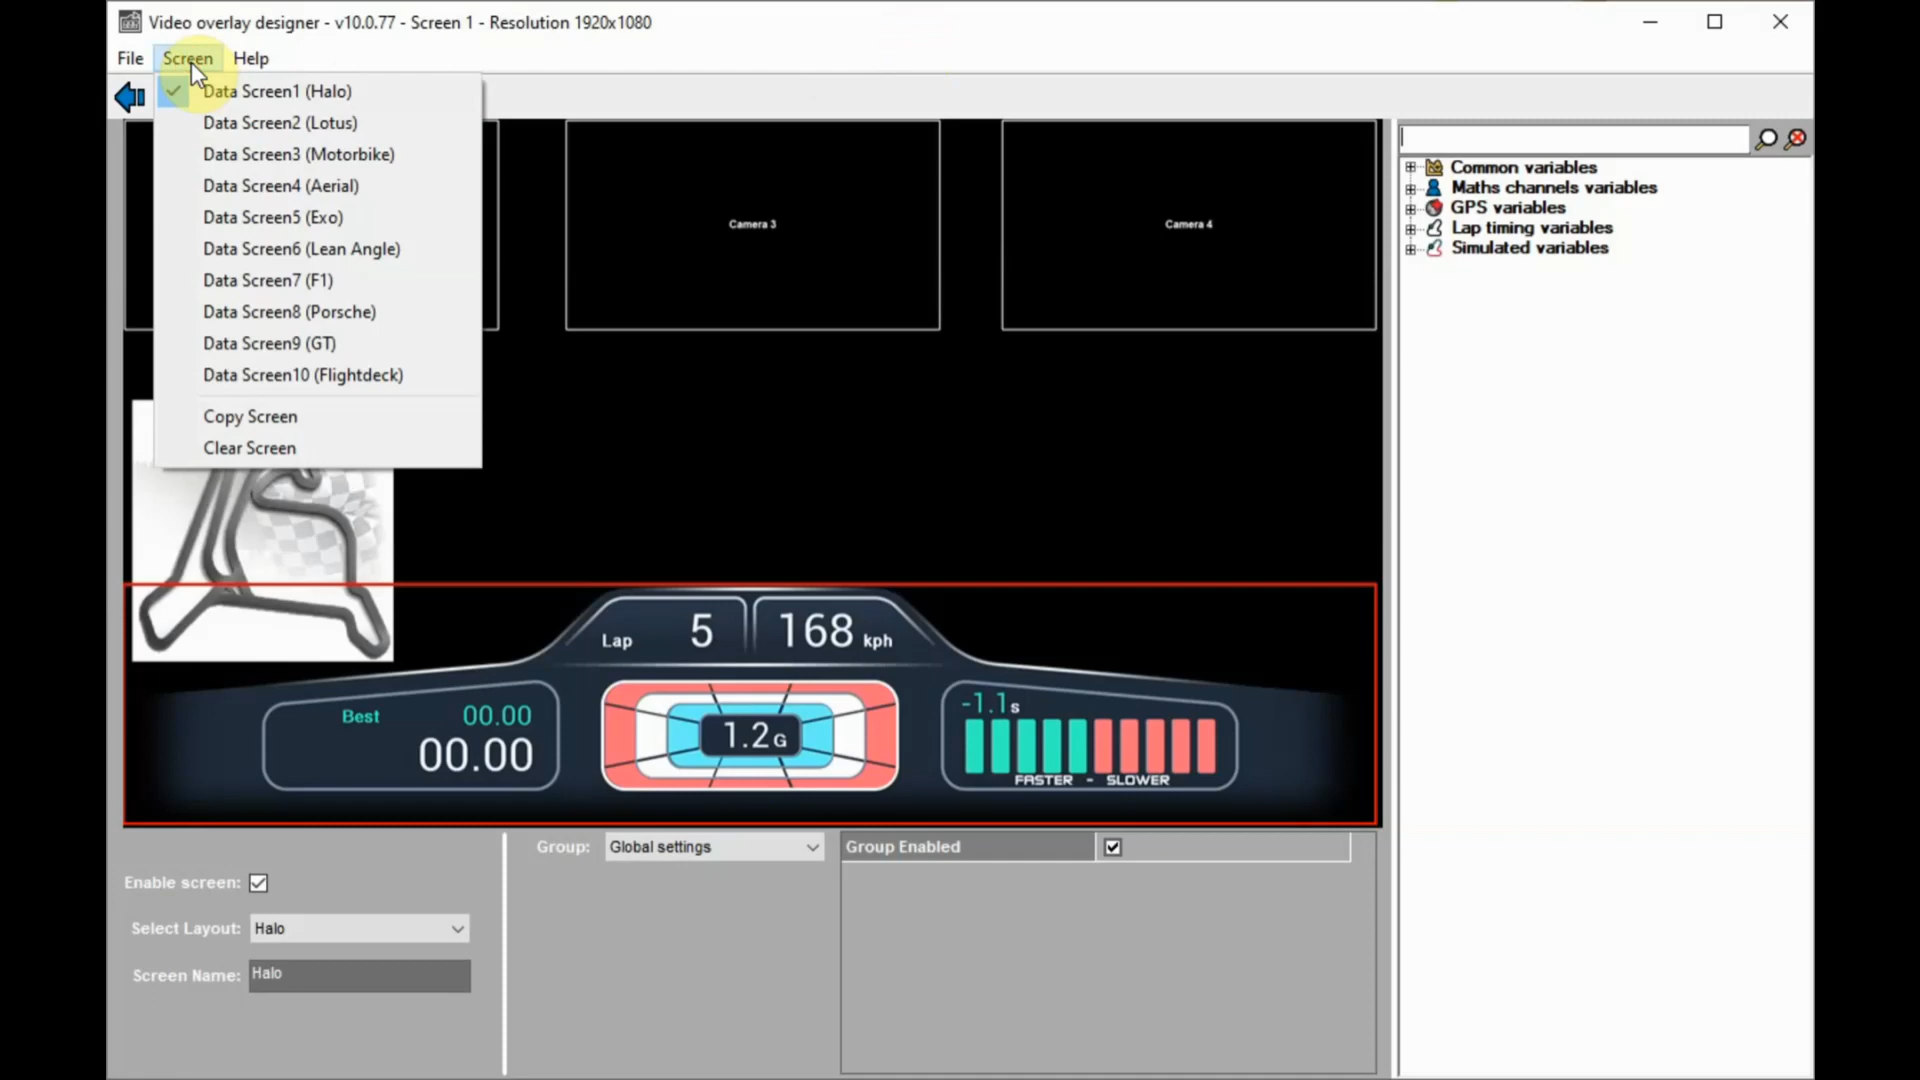 Video overlay designer - v10.0.77 - Screen 1 - Resolution 1920x1080
File Screen Help
Data Screen1 (Halo)
Data Screen2 (Lotus)
Data Screen3 (Motorbike)
Data Screen4 (Aerial)
Data Screen5 (Exo)
Data Screen6 (Lean Angle)
Data Screen7 (F1)
Data Screen8 (Porsche)
Data Screen9 (GT)
Data Screen10 (Flightdeck)
Copy Screen
Clear Screen
Camera 3
Camera 4
Common variables
Maths channels variables
GPS variables
Lap timing variables
Simulated variables
Lap 5
168 kph
Best 00.00
00.00
1.2G
-1.1s
FASTER - SLOWER
Enable screen:
Select Layout: Halo
Screen Name: Halo
Group: Global settings
Group Enabled